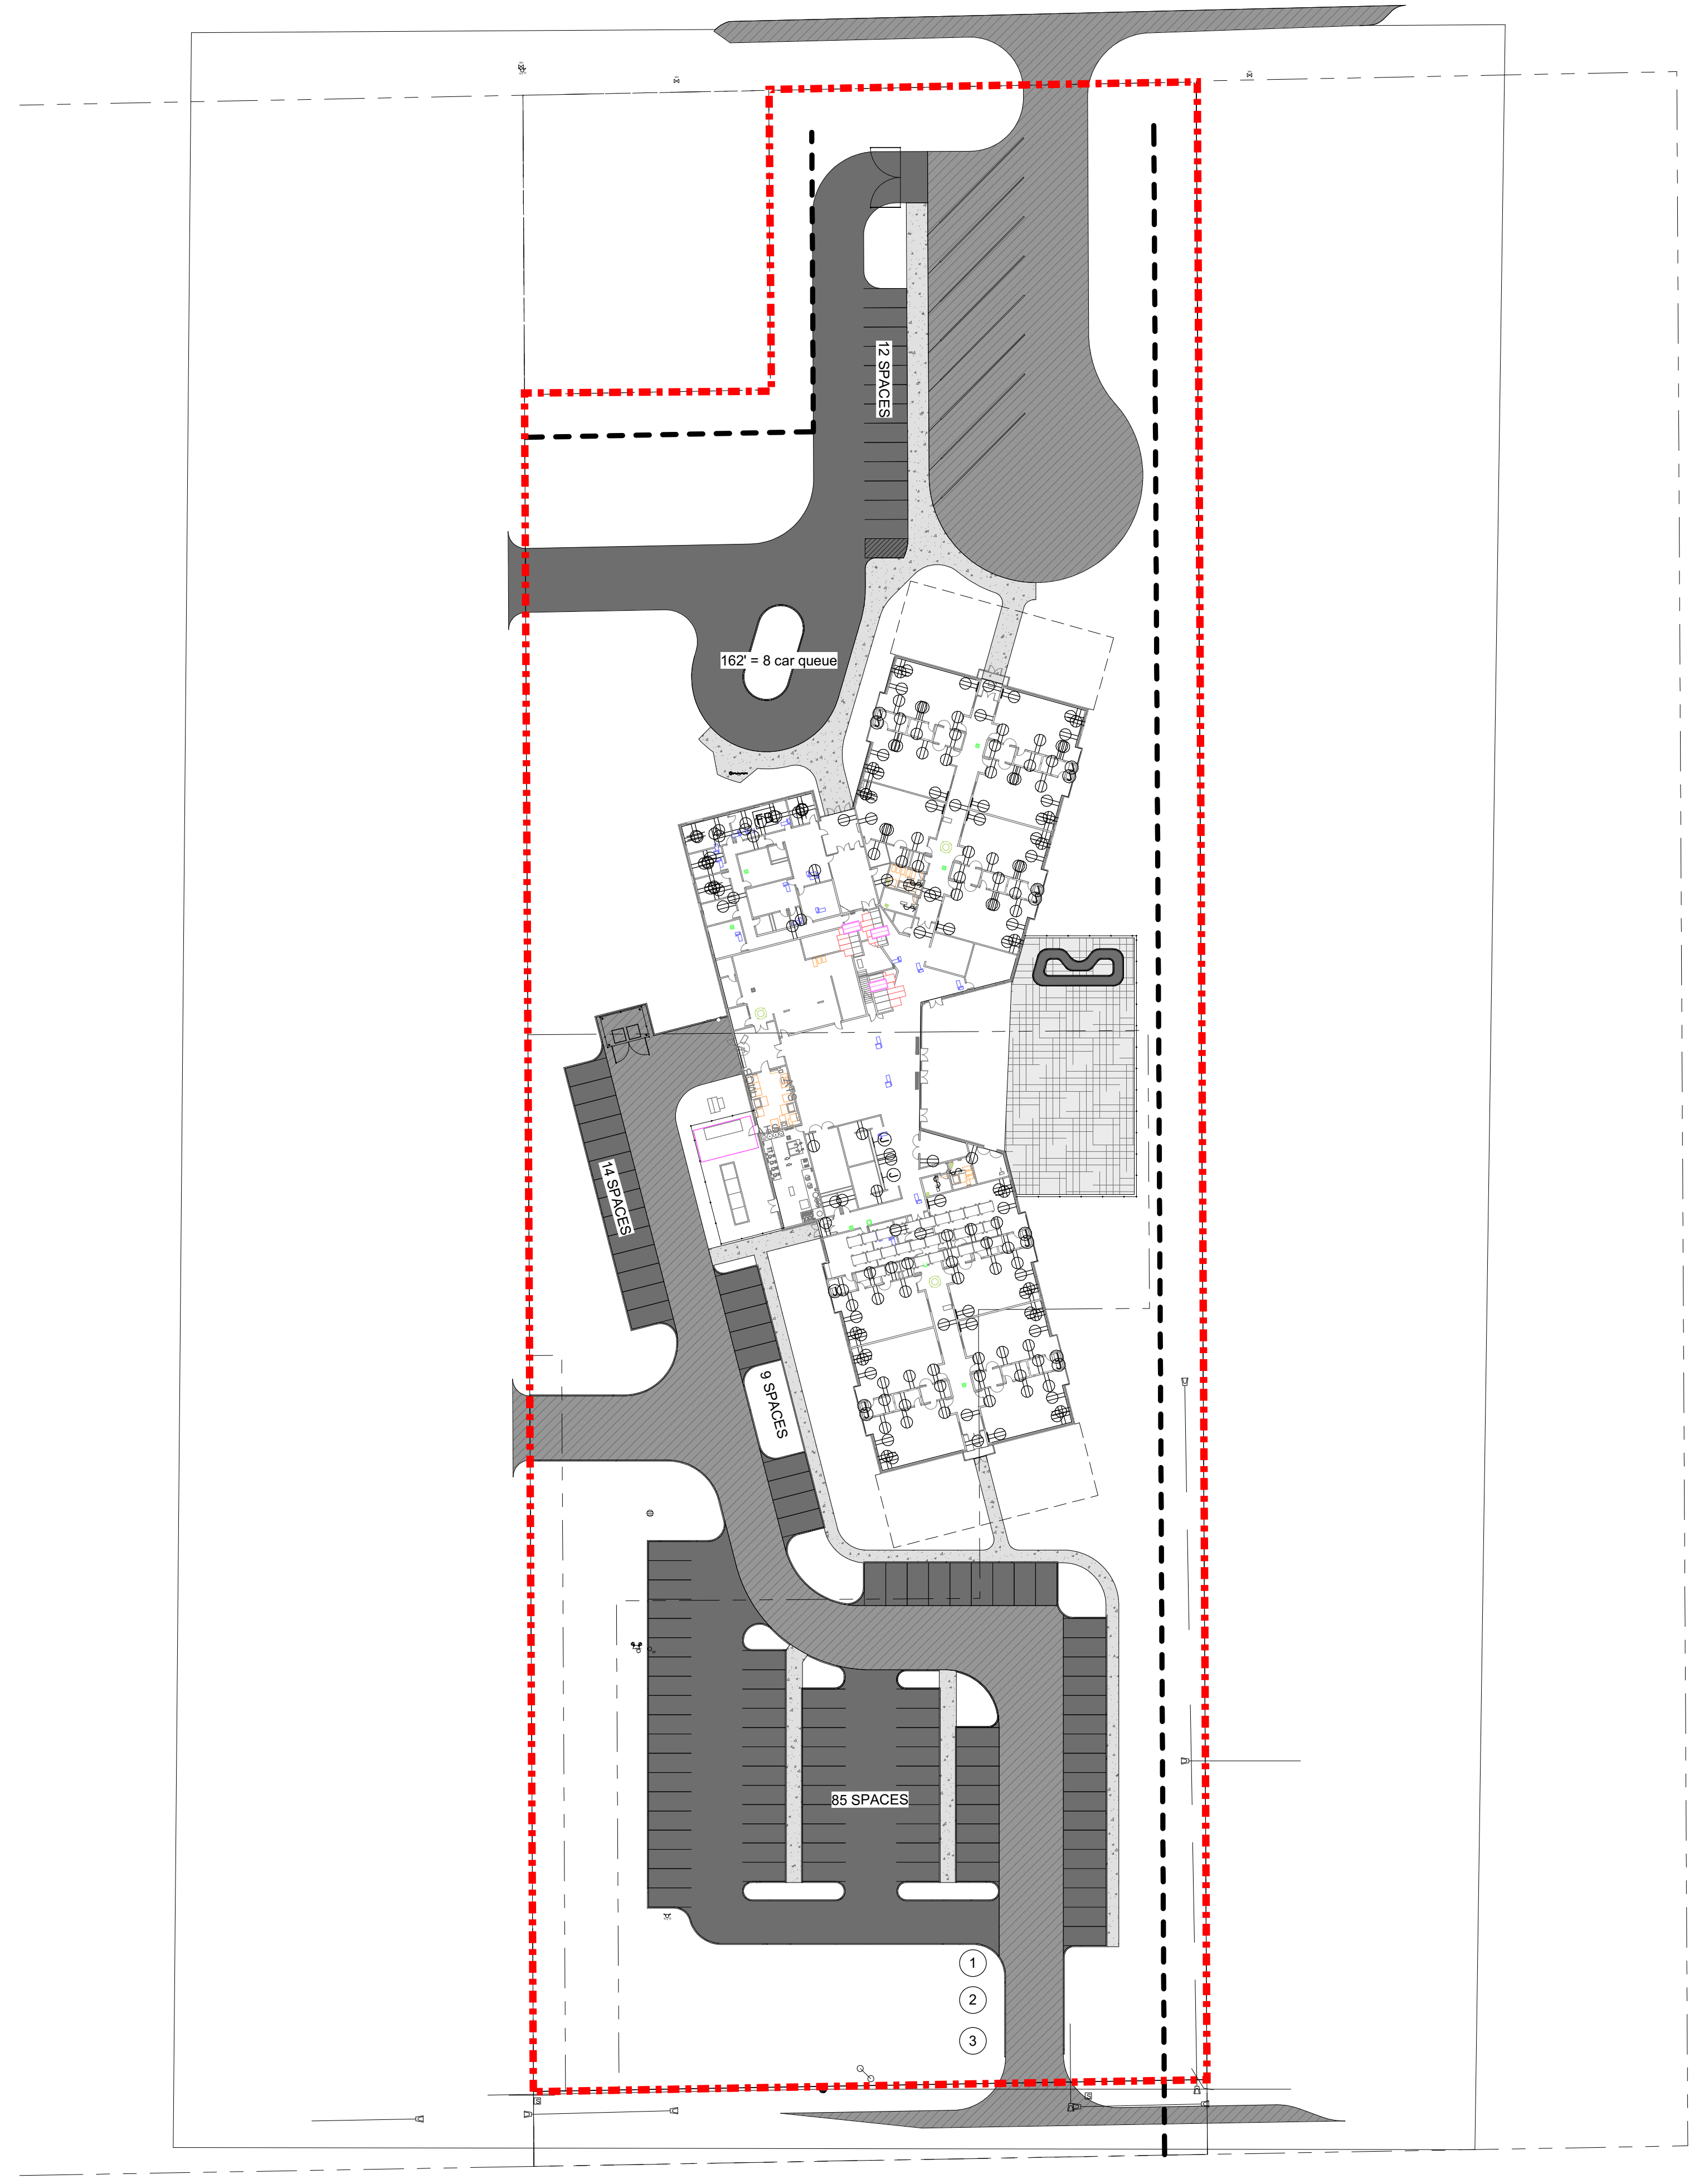 12 SPACES
162' = 8 car queue
14 SPACES
9 SPACES
85 SPACES
1
2
3